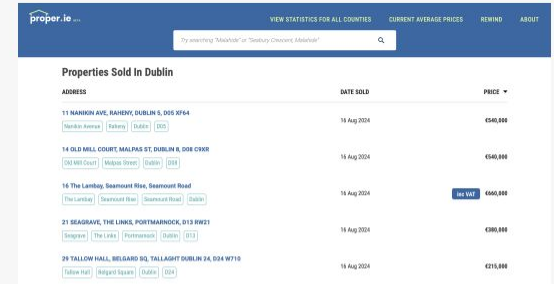 proper.ie BETA
VIEW STATISTICS FOR ALL COUNTIES CURRENT AVERAGE PRICES REWIND ABOUT
Try searching "Malahide" or "Seabury Crescent, Malahide"
Properties Sold In Dublin
ADDRESS DATE SOLD PRICE
11 NANIKIN AVE, RAHENY, DUBLIN 5, D05 XF64
16 Aug 2024 €540,000
Nanikin Avenue Raheny Dublin D05
14 OLD MILL COURT, MALPAS ST, DUBLIN 8, D08 C9XR
16 Aug 2024 €540,000
Old Mill Court Malpas Street Dublin D08
16 The Lambay, Seamount Rise, Seamount Road
16 Aug 2024 inc VAT €660,000
The Lambay Seamount Rise Seamount Road Dublin
21 SEAGRAVE, THE LINKS, PORTMARNOCK, D13 RW21
16 Aug 2024 €380,000
Seagrave The Links Portmarnock Dublin D13
29 TALLOW HALL, BELGARD SQ, TALLAGHT DUBLIN 24, D24 W710
16 Aug 2024 €215,000
Tallow Hall Belgard Square Dublin D24